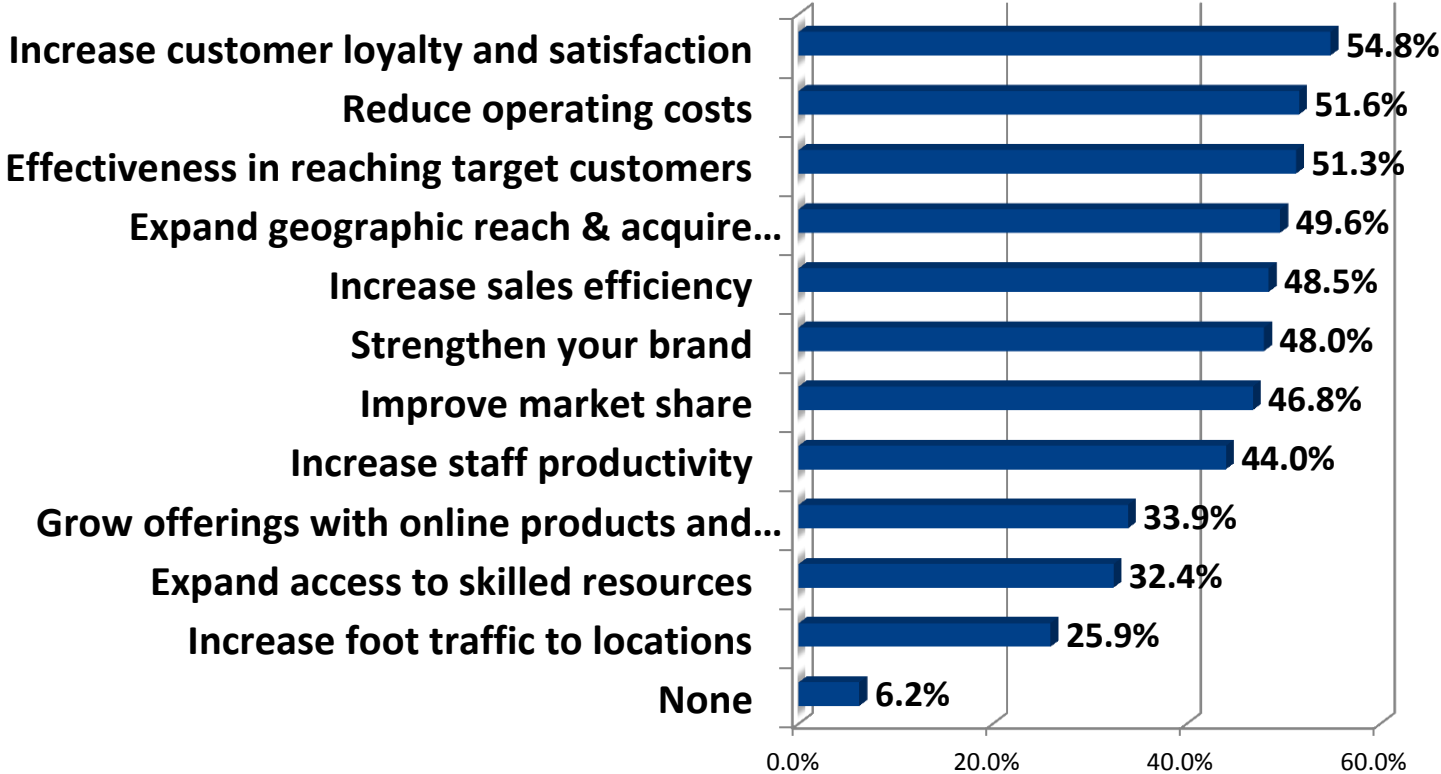 Increase customer loyalty and satisfaction 54.8%
Reduce operating costs 51.6%
Effectiveness in reaching target customers 51.3%
Expand geographic reach & acquire… 49.6%
Increase sales efficiency 48.5%
Strengthen your brand 48.0%
Improve market share 46.8%
Increase staff productivity 44.0%
Grow offerings with online products and… 33.9%
Expand access to skilled resources 32.4%
Increase foot traffic to locations 25.9%
None 6.2%
0.0% 20.0% 40.0% 60.0%